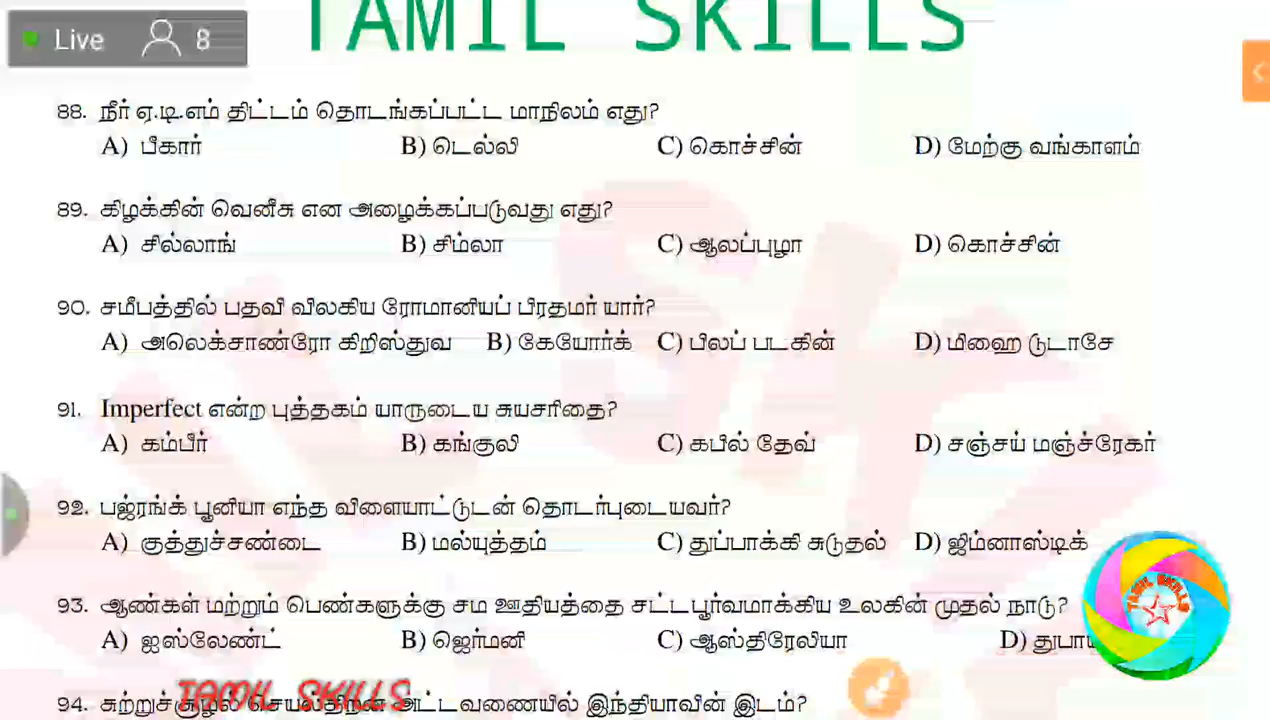 Live 8
TAMIL SKILLS
88. நீர் ஏ.டி.எம் திட்டம் தொடங்கப்பட்ட மாநிலம் எது?
A) பீகார் B) டெல்லி C) கொச்சின் D) மேற்கு வங்காளம்
89. கிழக்கின் வெனீசு என அழைக்கப்படுவது எது?
A) சில்லாங் B) சிம்லா C) ஆலப்புழா D) கொச்சின்
90. சமீபத்தில் பதவி விலகிய ரோமானியப் பிரதமர் யார்?
A) அலெக்சாண்ரோ கிறிஸ்துவ B) கேயோர்க் C) பிலப் படகின் D) மிஹை டுடாசே
91. Imperfect என்ற புத்தகம் யாருடைய சுயசரிதை?
A) கம்பீர் B) கங்குலி C) கபில் தேவ் D) சஞ்சய் மஞ்ச்ரேகர்
92. பஜ்ரங்க் பூனியா எந்த விளையாட்டுடன் தொடர்புடையவர்?
A) குத்துச்சண்டை B) மல்யுத்தம் C) துப்பாக்கி சுடுதல் D) ஜிம்னாஸ்டிக்
93. ஆண்கள் மற்றும் பெண்களுக்கு சம ஊதியத்தை சட்டபூர்வமாக்கிய உலகின் முதல் நாடு?
A) ஐஸ்லேண்ட் B) ஜெர்மனி C) ஆஸ்திரேலியா D)
TAMIL SKILLS
TAMIL SKILLS
94. அட்டவணையில் இந்தியாவின் இடம்?